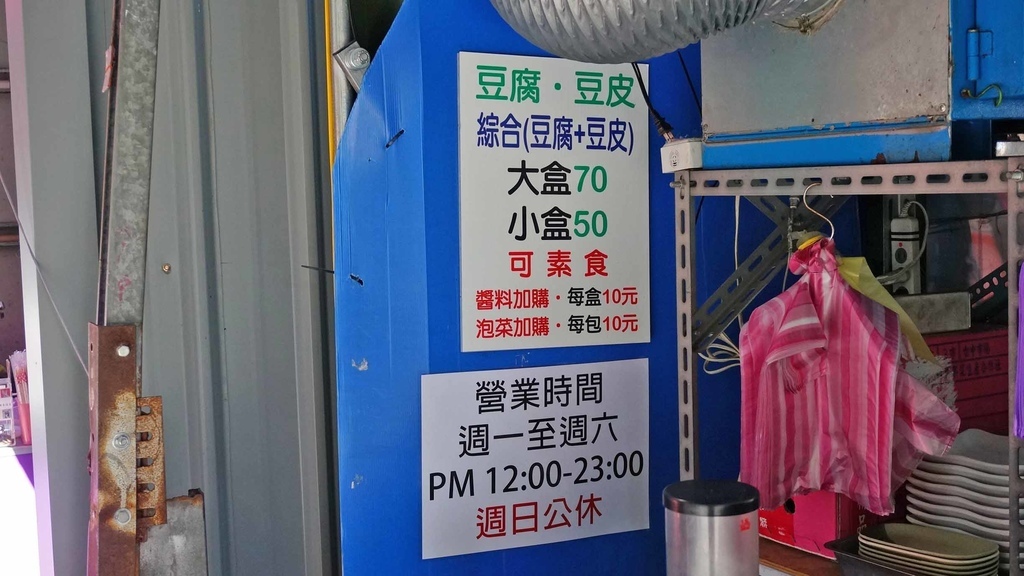 豆腐・豆皮
綜合(豆腐+豆皮)
大盒70
小盒50
可素食
醬料加購・每盒10元
泡菜加購・每包10元
營業時間
週一至週六
PM 12:00-23:00
週日公休